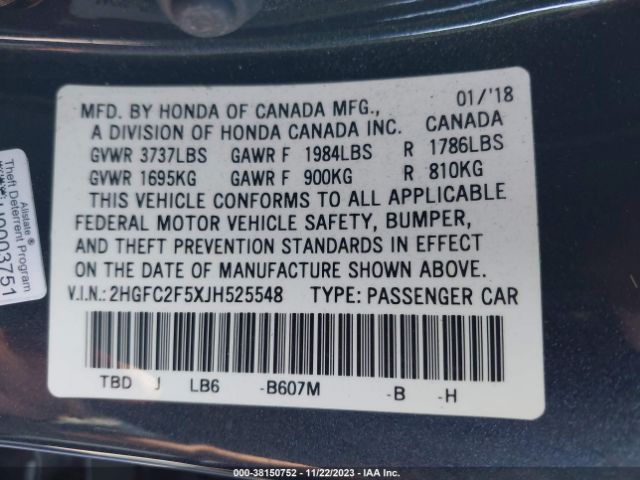 MFD. BY HONDA OF CANADA MFG., 01/'18
A DIVISION OF HONDA CANADA INC. CANADA
GVWR 3737LBS GAWR F 1984LBS R 1786LBS
GVWR 1695KG GAWR F 900KG R 810KG
THIS VEHICLE CONFORMS TO ALL APPLICABLE
FEDERAL MOTOR VEHICLE SAFETY, BUMPER,
AND THEFT PREVENTION STANDARDS IN EFFECT
ON THE DATE OF MANUFACTURE SHOWN ABOVE.
V.I.N.: 2HGFC2F5XJH525548 TYPE: PASSENGER CAR
TBD J LB6 -B607M -B -H
Allstate®
Theft Deterrent Program
000-38150752 - 11/22/2023 - IAA Inc.